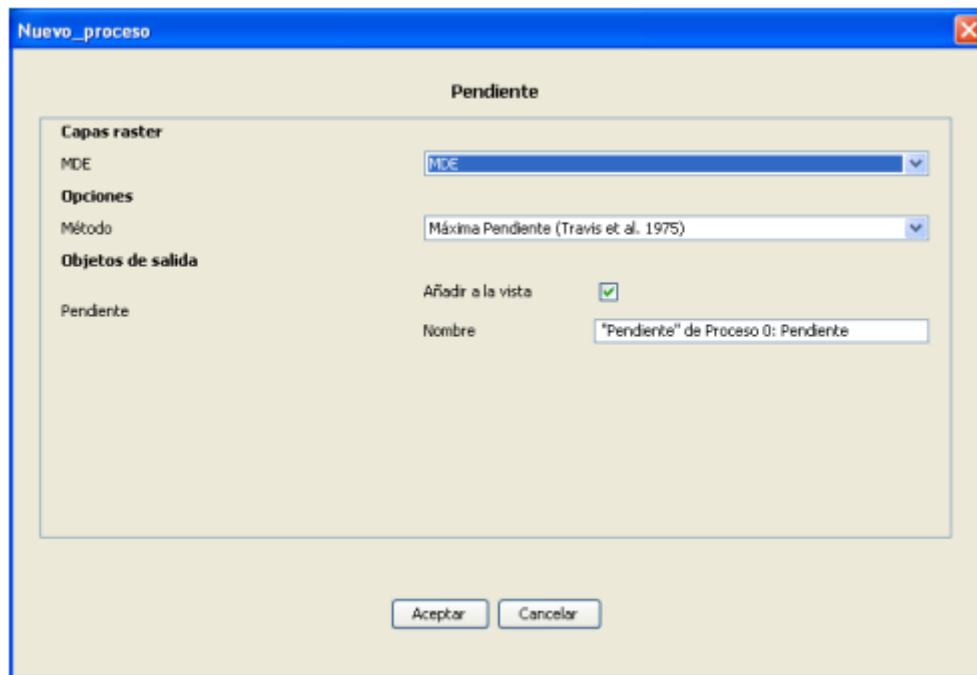 Nuevo_proceso
Pendiente
Capas raster
MDE
MDE
Opciones
Método
Máxima Pendiente (Travis et al. 1975)
Objetos de salida
Pendiente
Añadir a la vista
Nombre
"Pendiente" de Proceso 0: Pendiente
Aceptar
Cancelar